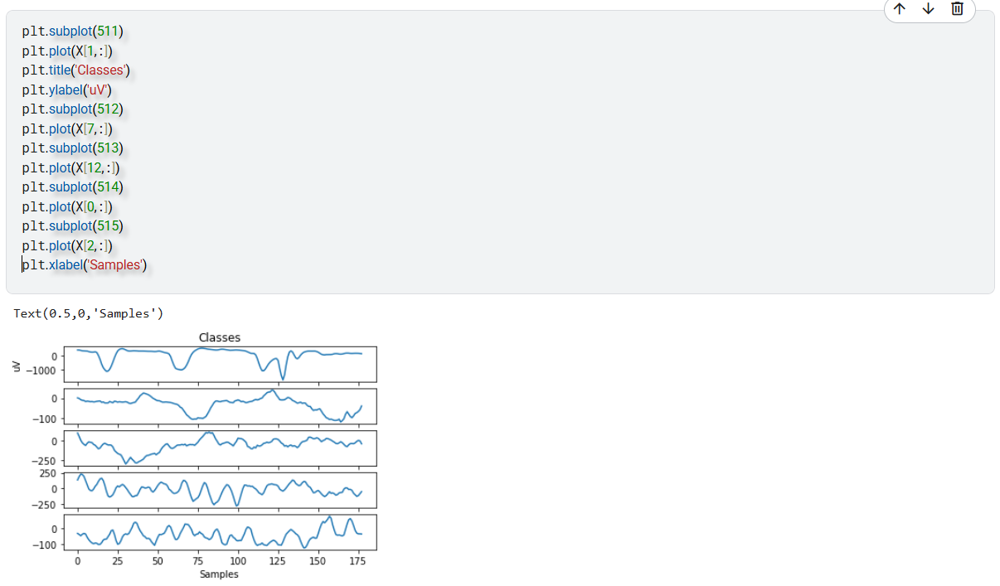 plt.subplot(511)
plt.plot(X[1,:])
plt.title('Classes')
plt.ylabel('uV')
plt.subplot(512)
plt.plot(X[7,:])
plt.subplot(513)
plt.plot(X[12,:])
plt.subplot(514)
plt.plot(X[0,:])
plt.subplot(515)
plt.plot(X[2,:])
plt.xlabel('Samples')
Text(0.5,0,'Samples')
Classes
uV
0
−1000
0
−100
0
−250
250
0
−250
0
−100
0 25 50 75 100 125 150 175
Samples